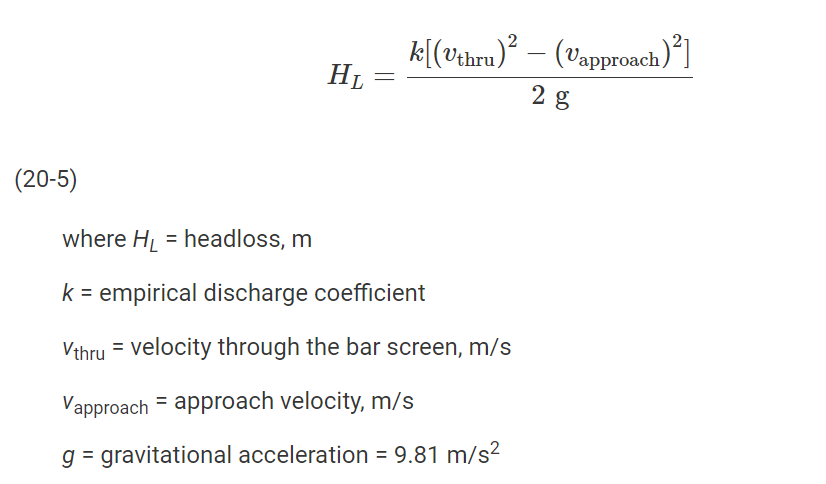 H_L = k[(v_thru)² − (v_approach)²] / 2 g
(20-5)
where H_L = headloss, m
k = empirical discharge coefficient
v_thru = velocity through the bar screen, m/s
v_approach = approach velocity, m/s
g = gravitational acceleration = 9.81 m/s²